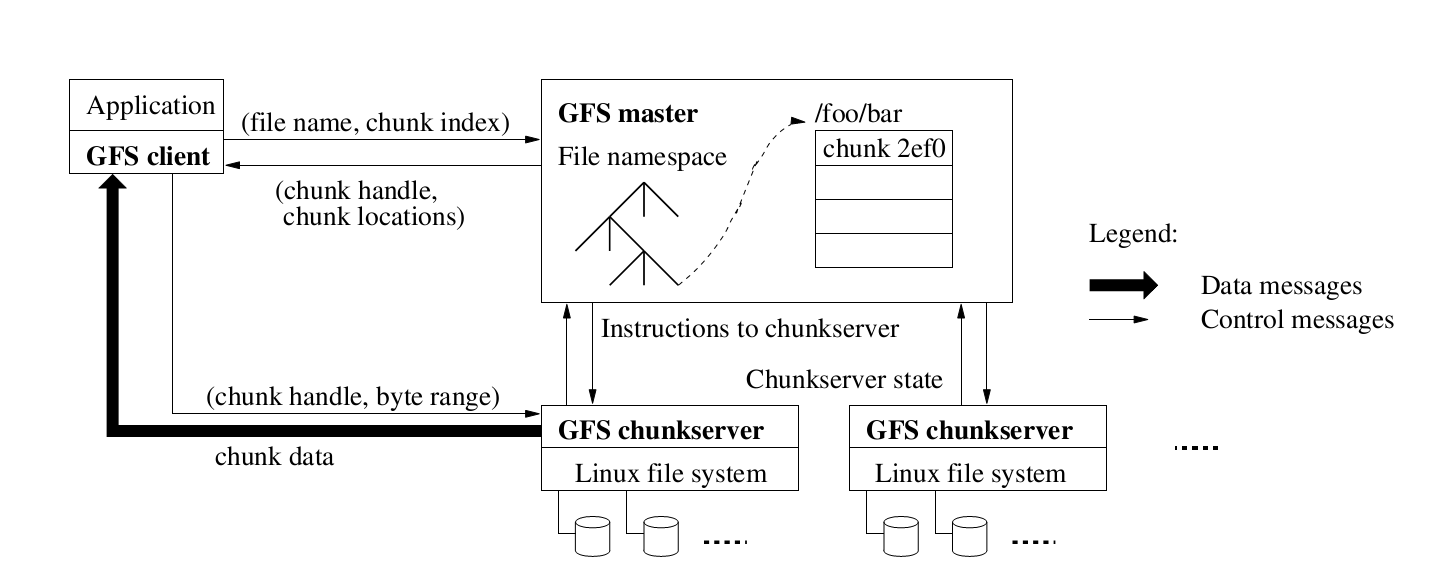 Application
GFS client
(file name, chunk index)
(chunk handle,
chunk locations)
GFS master
File namespace
/foo/bar
chunk 2ef0
Legend:
Data messages
Control messages
Instructions to chunkserver
Chunkserver state
(chunk handle, byte range)
chunk data
GFS chunkserver
Linux file system
GFS chunkserver
Linux file system